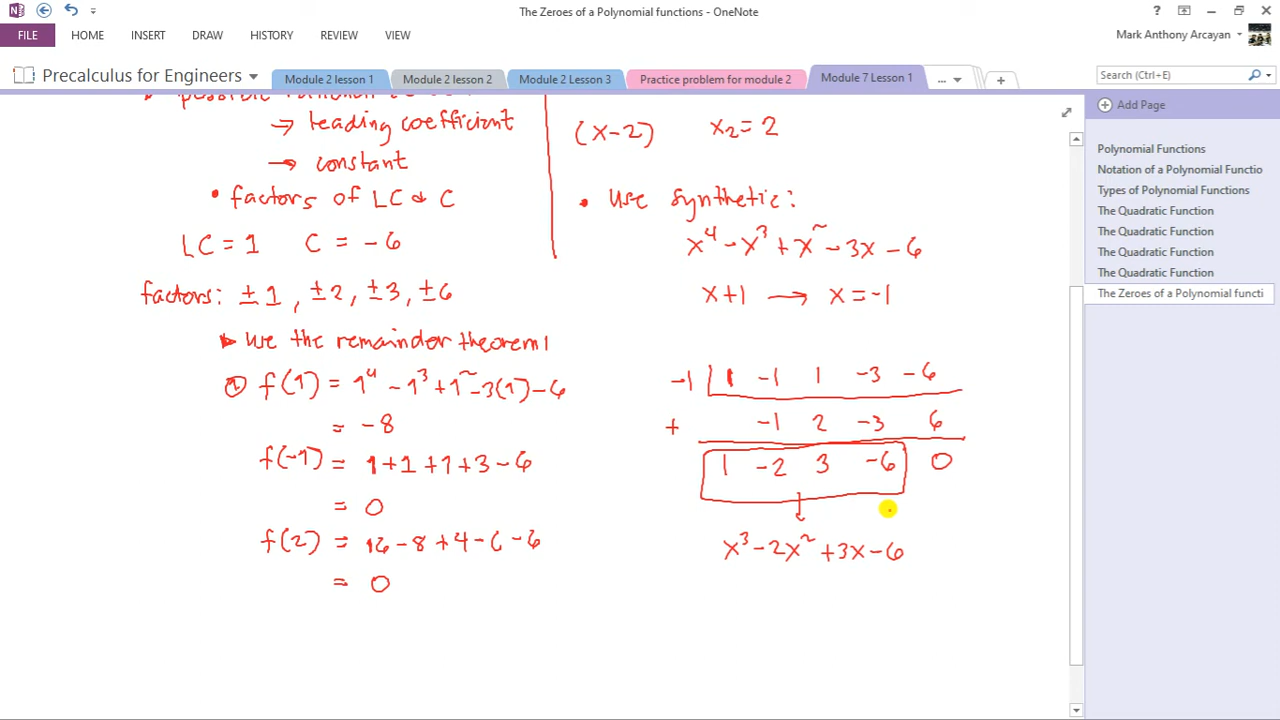 The Zeroes of a Polynomial functions - OneNote
FILE HOME INSERT DRAW HISTORY REVIEW VIEW
Mark Anthony Arcayan
Precalculus for Engineers
Module 2 lesson 1
Module 2 lesson 2
Module 2 Lesson 3
Practice problem for module 2
Module 7 Lesson 1
...
Search (Ctrl+E)
Add Page
Polynomial Functions
Notation of a Polynomial Functio
Types of Polynomial Functions
The Quadratic Function
The Quadratic Function
The Quadratic Function
The Quadratic Function
The Zeroes of a Polynomial functi
possible
→ leading coefficient
→ constant
• factors of LC & C
LC = 1 C = -6
factors: ±1, ±2, ±3, ±6
Use the remainder theorem!
① f(1) = 1⁴ - 1³ + 1² - 3(1) - 6
= -8
f(-1) = 1+1+1+3-6
= 0
f(2) = 16-8+4-6-6
= 0
(x-2) x₂ = 2
• Use synthetic:
x⁴ - x³ + x² - 3x - 6
x+1 → x = -1
-1 | 1 -1 1 -3 -6
+ -1 2 -3 6
1 -2 3 -6 0
x³ - 2x² + 3x - 6